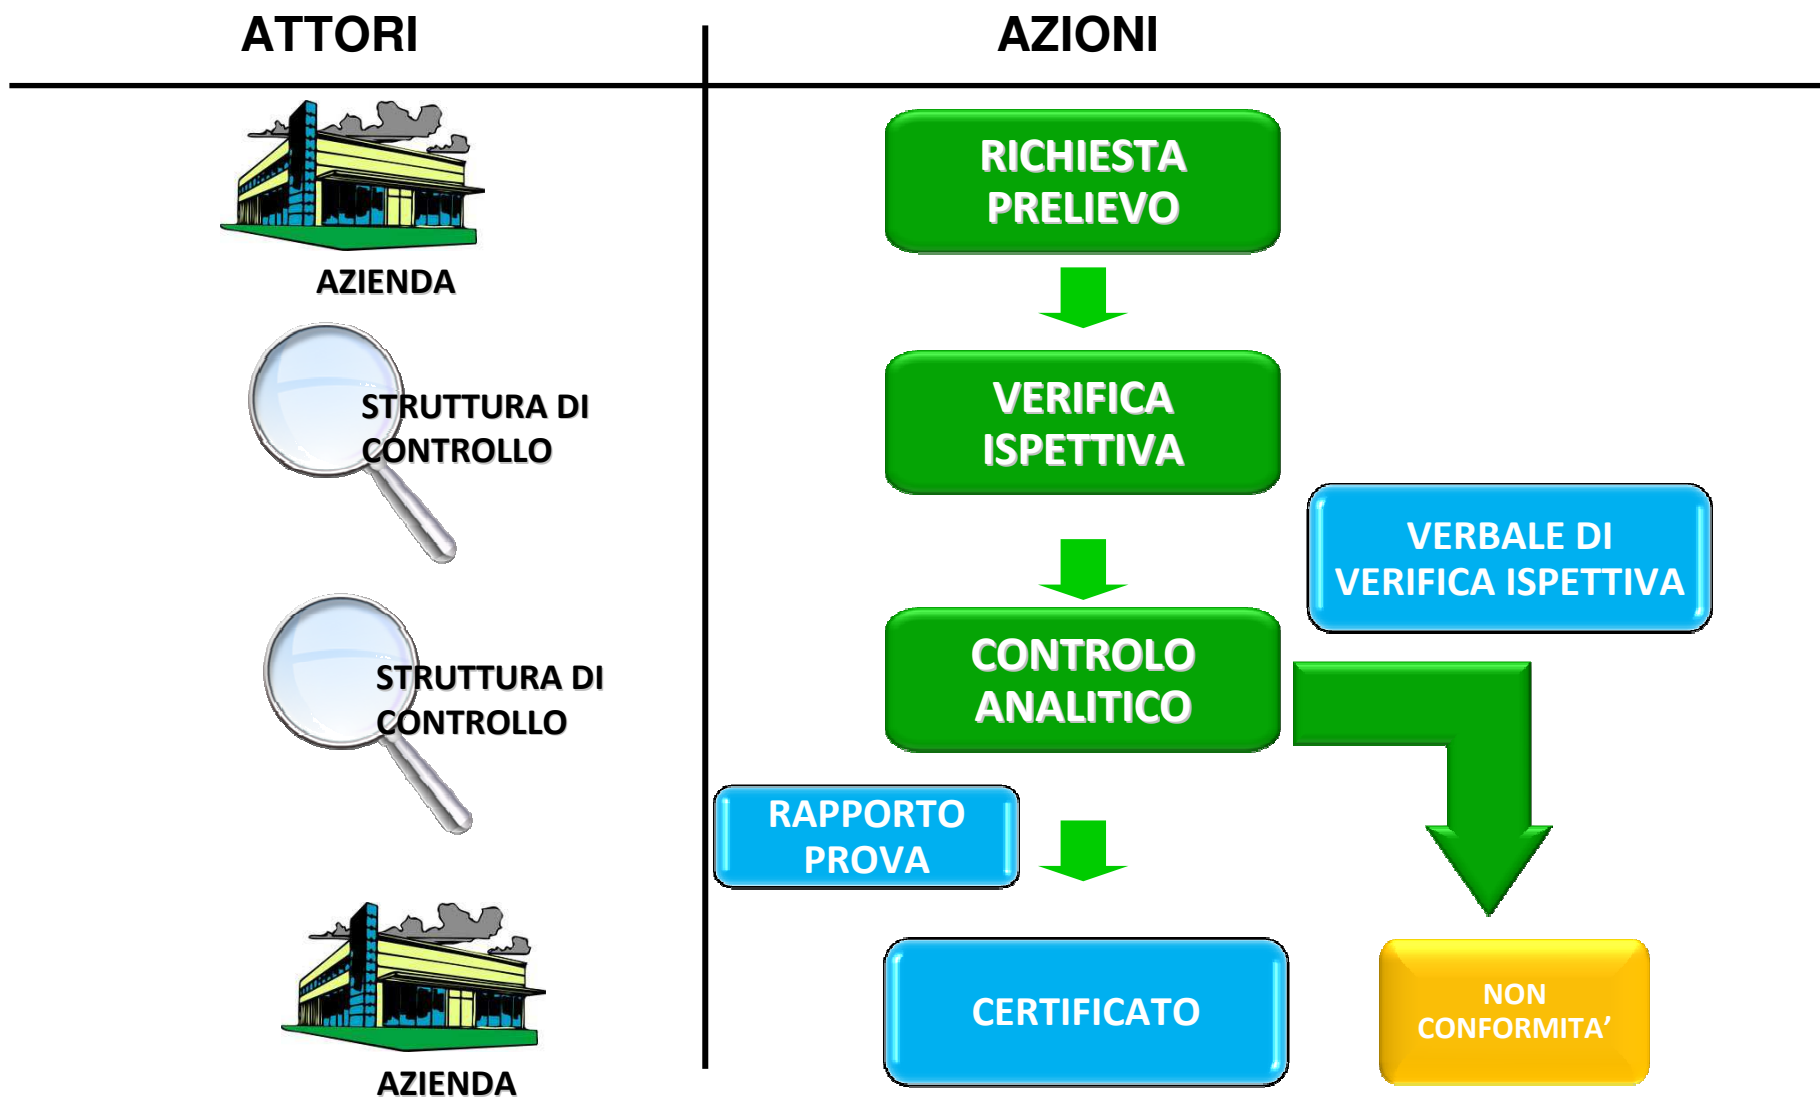 ATTORI
AZIONI
RICHIESTA
PRELIEVO
AZIENDA
VERIFICA
ISPETTIVA
STRUTTURA DI
CONTROLLO
VERBALE DI
VERIFICA ISPETTIVA
CONTROLO
ANALITICO
STRUTTURA DI
CONTROLLO
RAPPORTO
PROVA
CERTIFICATO
NON
CONFORMITA’
AZIENDA